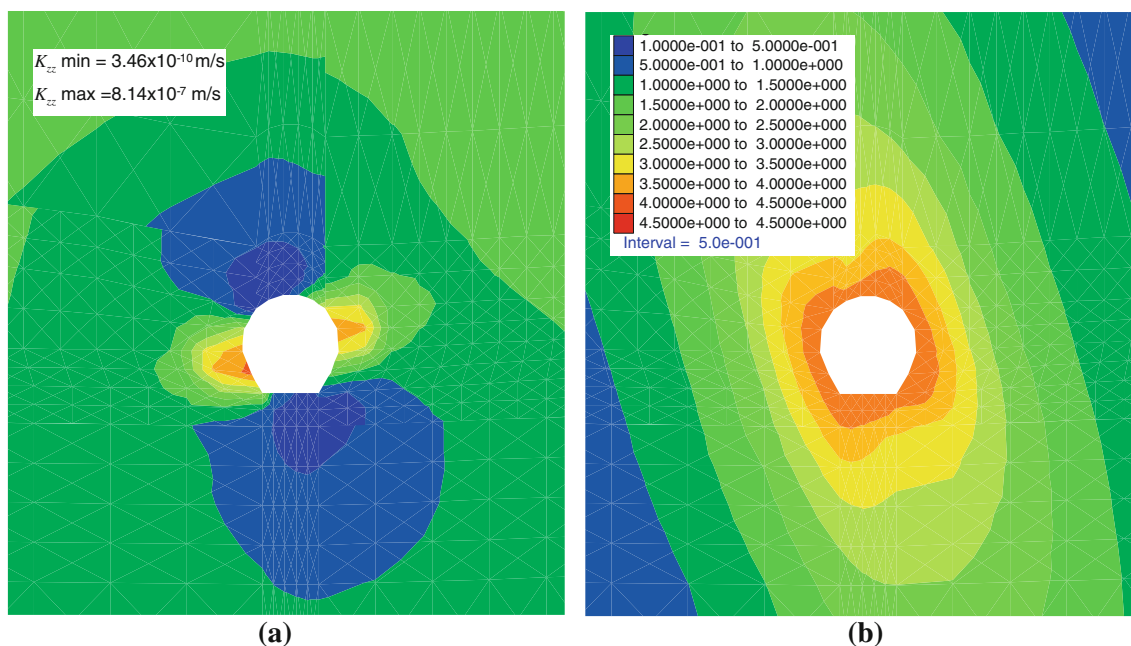 K_zz min = 3.46x10⁻¹⁰ m/s
K_zz max =8.14x10⁻⁷ m/s
1.0000e-001 to 5.0000e-001
5.0000e-001 to 1.0000e+000
1.0000e+000 to 1.5000e+000
1.5000e+000 to 2.0000e+000
2.0000e+000 to 2.5000e+000
2.5000e+000 to 3.0000e+000
3.0000e+000 to 3.5000e+000
3.5000e+000 to 4.0000e+000
4.0000e+000 to 4.5000e+000
4.5000e+000 to 4.5000e+000
Interval = 5.0e-001
(a)
(b)